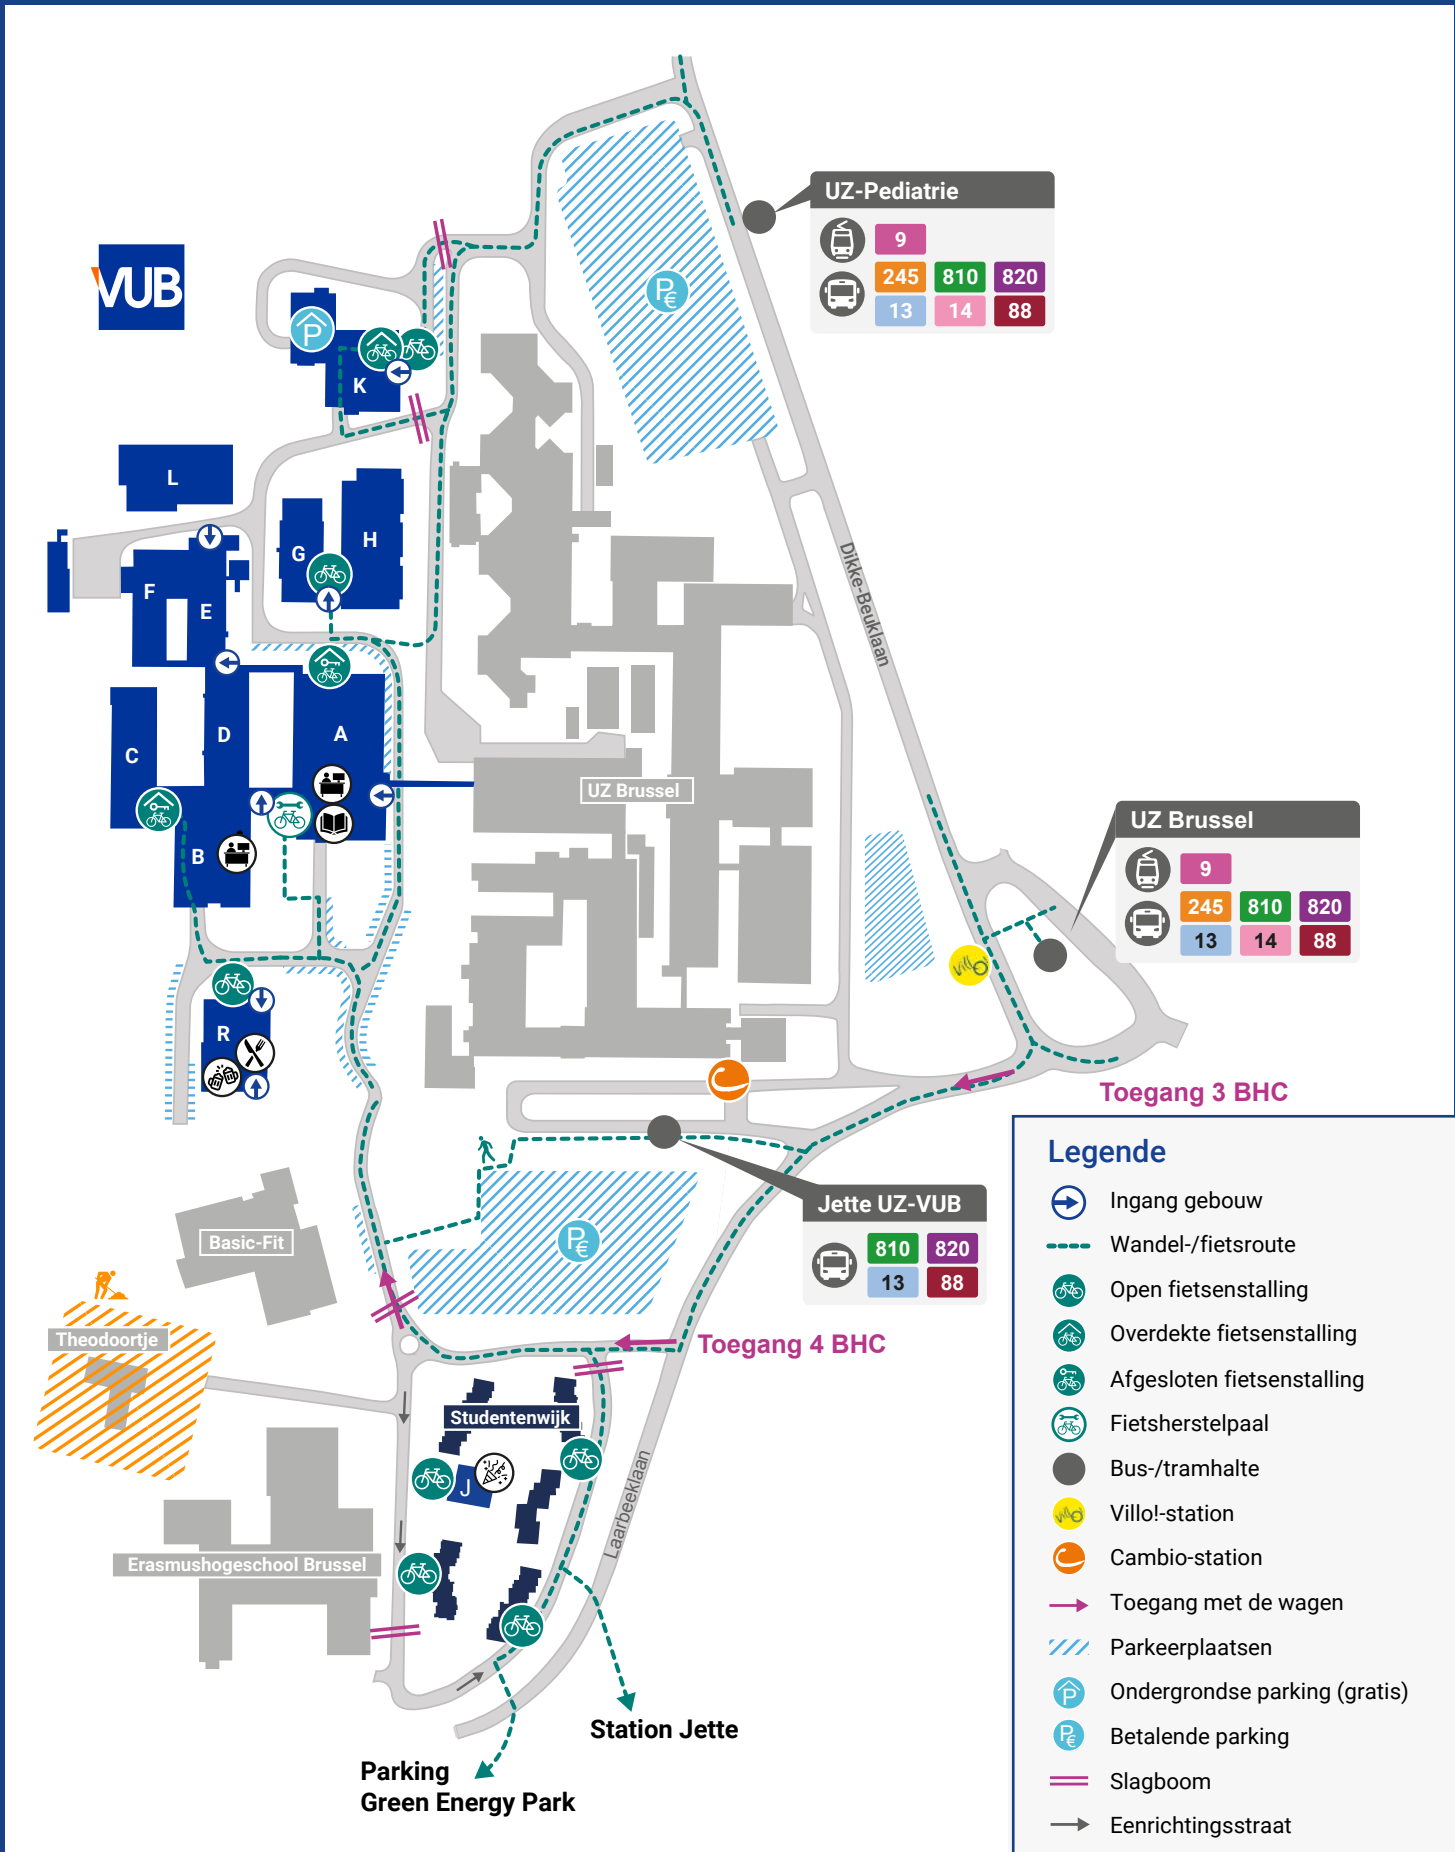 UZ-Pediatrie
9
245 810 820
13 14 88
VUB
P
P€
K
L
G
H
F
E
Dikke-Beuklaan
D
A
C
B
UZ Brussel
UZ Brussel
9
245 810 820
13 14 88
villo!
R
Toegang 3 BHC
Jette UZ-VUB
810 820
13 88
Basic-Fit
P€
Theodoortje
Toegang 4 BHC
Studentenwijk
J
Laarbeeklaan
Erasmushogeschool Brussel
Station Jette
Parking
Green Energy Park
Legende
Ingang gebouw
Wandel-/fietsroute
Open fietsenstalling
Overdekte fietsenstalling
Afgesloten fietsenstalling
Fietsherstelpaal
Bus-/tramhalte
villo! Villo!-station
Cambio-station
Toegang met de wagen
Parkeerplaatsen
P Ondergrondse parking (gratis)
P€ Betalende parking
Slagboom
Eenrichtingsstraat